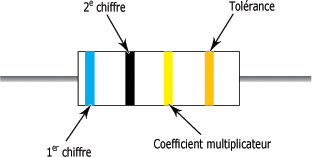 2e chiffre
Tolérance
1er chiffre
Coefficient multiplicateur